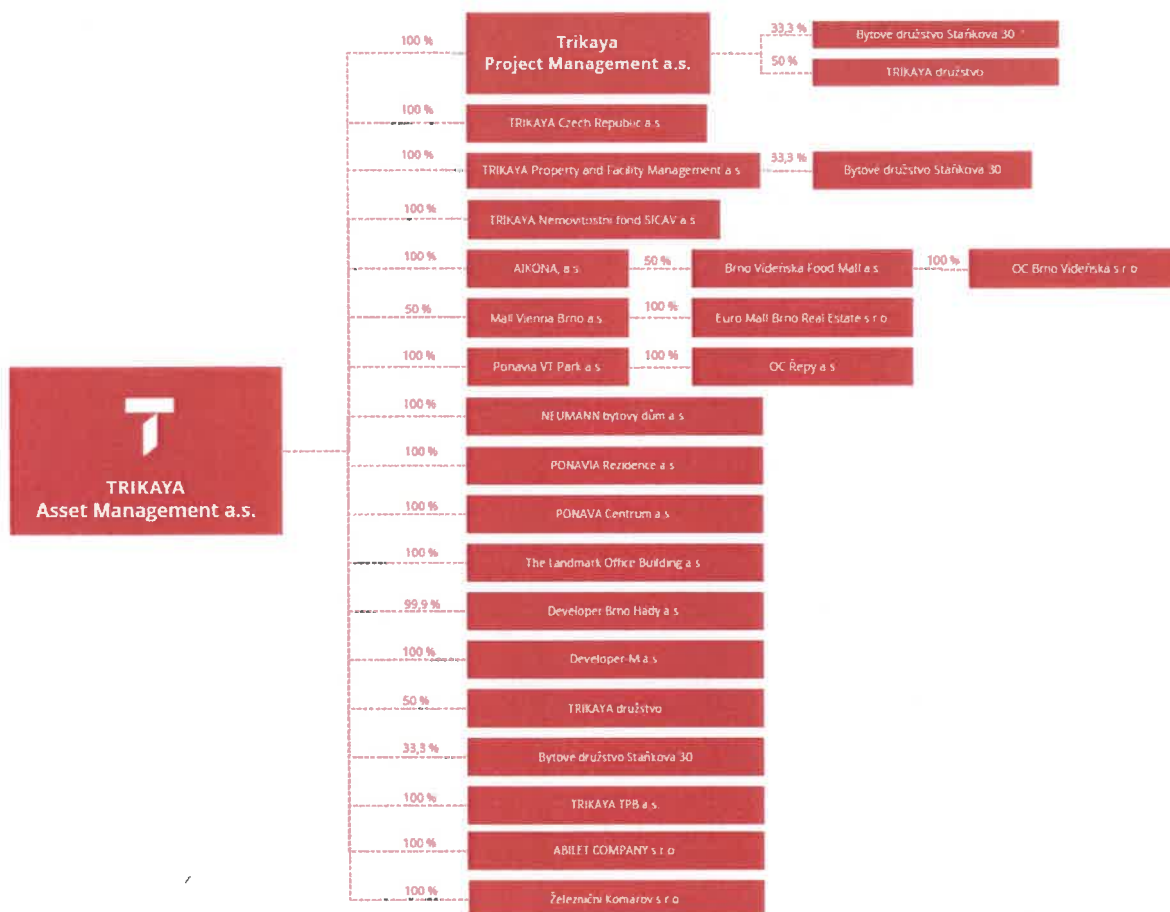 100 %
Trikaya
Project Management a.s.
33,3 %
Bytové družstvo Staňkova 30
50 %
TRIKAYA družstvo
100 %
TRIKAYA Czech Republic a.s.
100 %
TRIKAYA Property and Facility Management a.s.
33,3 %
Bytové družstvo Staňkova 30
100 %
TRIKAYA Nemovitostní fond SICAV a.s.
100 %
AIKONA, a.s.
50 %
Brno Vídeňská Food Mall a.s.
100 %
OC Brno Vídeňská s.r.o.
50 %
Mall Vienna Brno a.s.
100 %
Euro Mall Brno Real Estate s.r.o.
100 %
Ponavia VT Park a.s.
100 %
OC Řepy a.s.
TRIKAYA
Asset Management a.s.
100 %
NEUMANN bytový dům a.s.
100 %
PONAVIA Rezidence a.s.
100 %
PONAVA Centrum a.s.
100 %
The Landmark Office Building a.s.
99,9 %
Developer Brno Hady a.s.
100 %
Developer-M a.s.
50 %
TRIKAYA družstvo
33,3 %
Bytové družstvo Staňkova 30
100 %
TRIKAYA TPB a.s.
100 %
ABILET COMPANY s.r.o.
100 %
Železniční Komarov s.r.o.